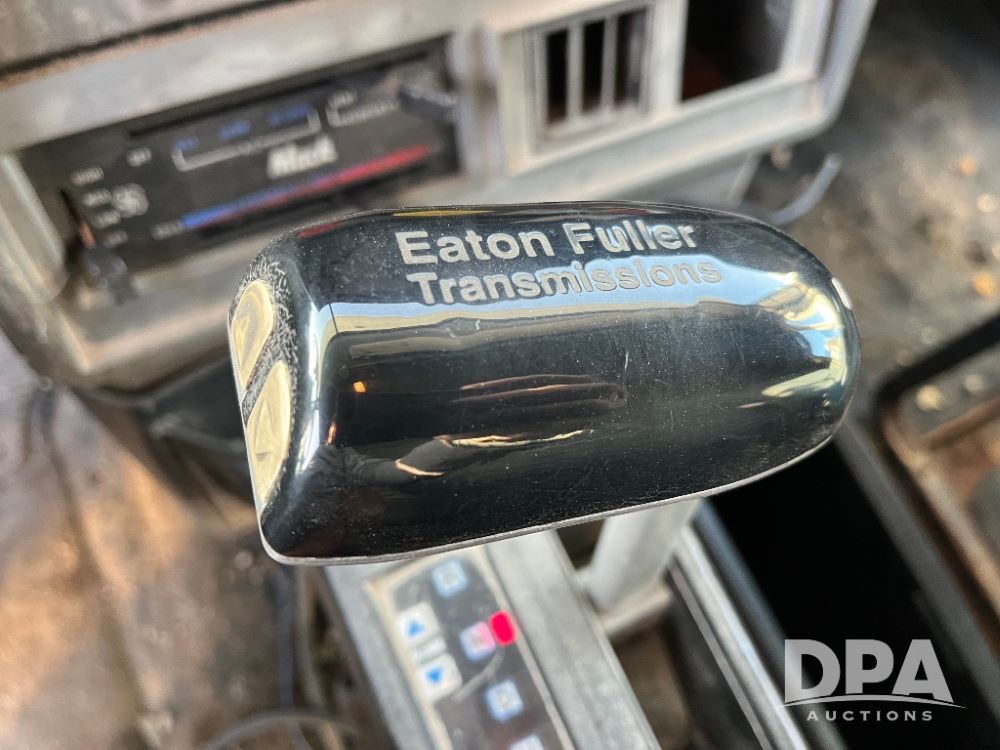 Mack
Eaton Fuller
Transmissions
R
N
D
DPA
AUCTIONS